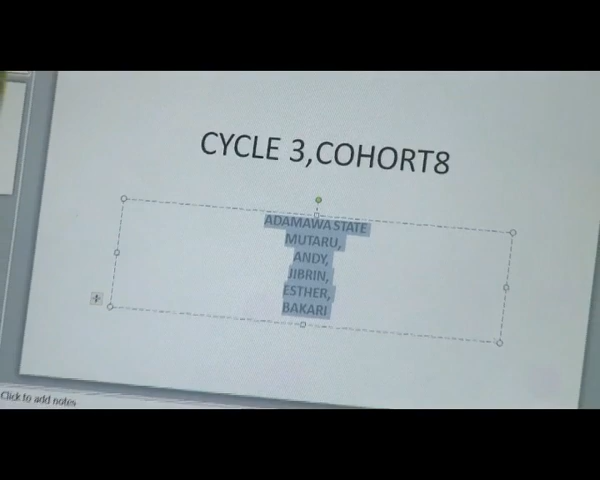 CYCLE 3,COHORT8
ADAMAWA STATE
MUTARU,
ANDY,
JIBRIN,
ESTHER,
BAKARI
Click to add notes